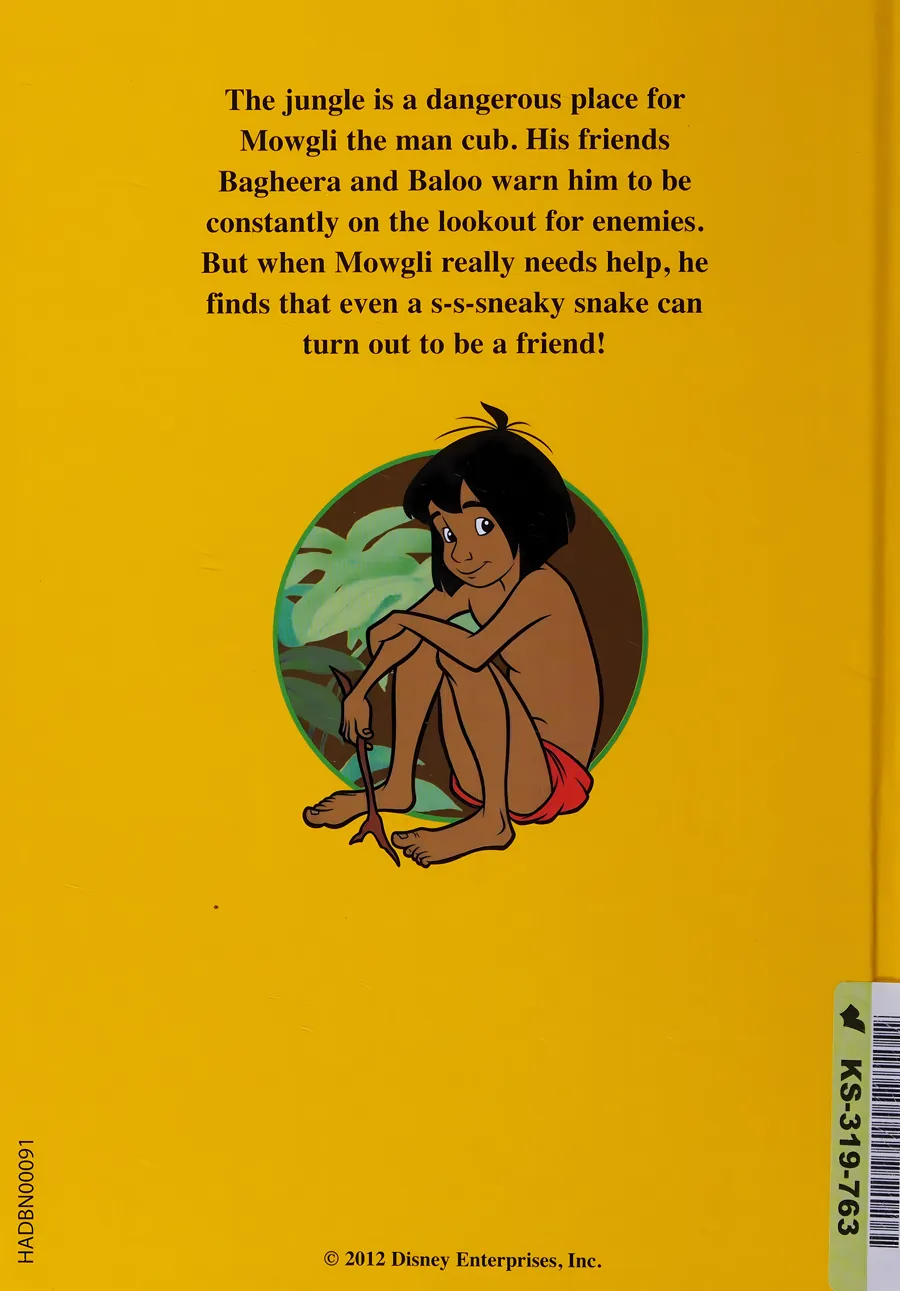 The jungle is a dangerous place for
Mowgli the man cub. His friends
Bagheera and Baloo warn him to be
constantly on the lookout for enemies.
But when Mowgli really needs help, he
finds that even a s-s-sneaky snake can
turn out to be a friend!
KS-319-763
HADBN00091
© 2012 Disney Enterprises, Inc.